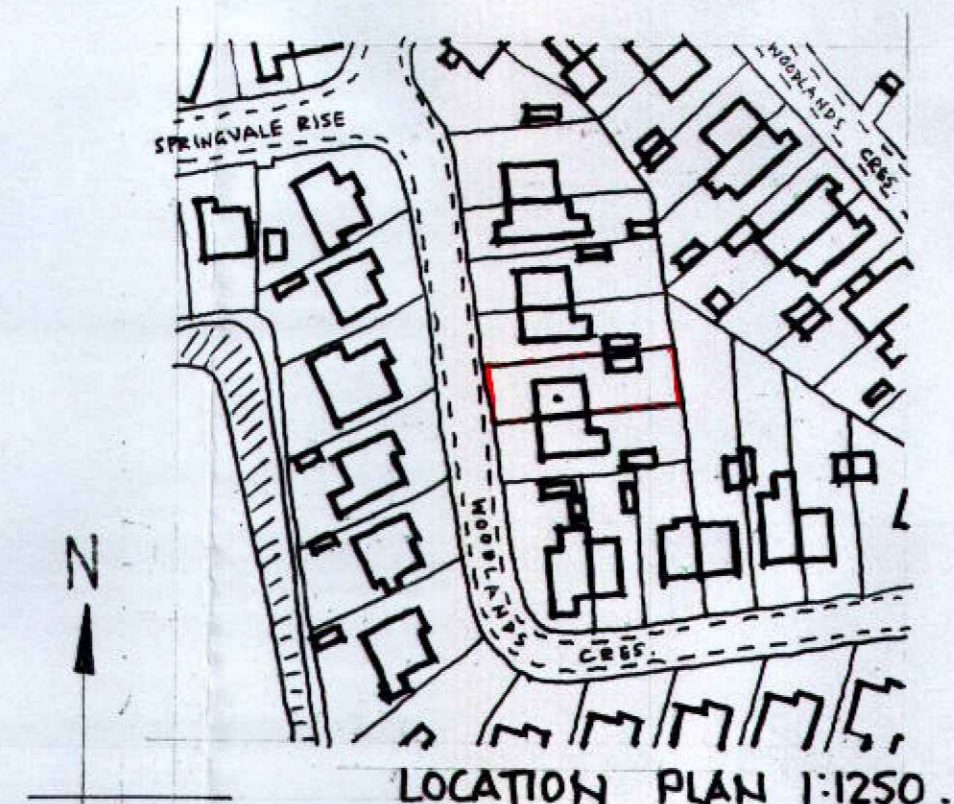 WOODLANDS
CRES.
SPRINGVALE RISE
WOODLANDS
CRES.
N
LOCATION PLAN 1:1250.